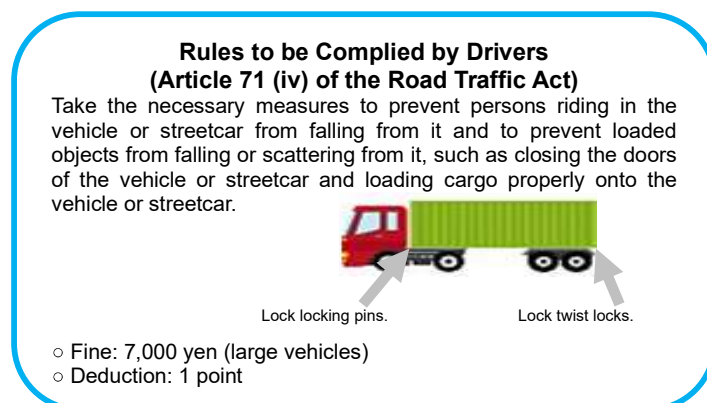 Rules to be Complied by Drivers
(Article 71 (iv) of the Road Traffic Act)
Take the necessary measures to prevent persons riding in the
vehicle or streetcar from falling from it and to prevent loaded
objects from falling or scattering from it, such as closing the doors
of the vehicle or streetcar and loading cargo properly onto the
vehicle or streetcar.
Lock locking pins.
Lock twist locks.
○ Fine: 7,000 yen (large vehicles)
○ Deduction: 1 point